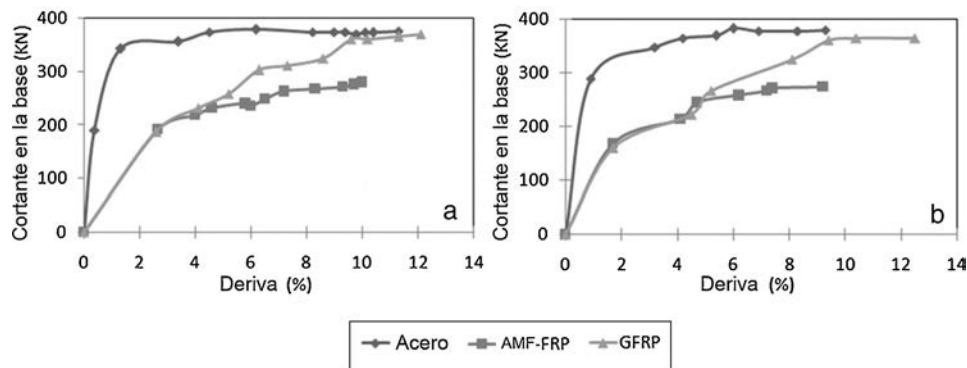 Cortante en la base (KN)
400
300
200
100
0
0 2 4 6 8 10 12 14
Deriva (%)
a
Cortante en la base (KN)
400
300
200
100
0
0 2 4 6 8 10 12 14
Deriva (%)
b
Acero AMF-FRP GFRP